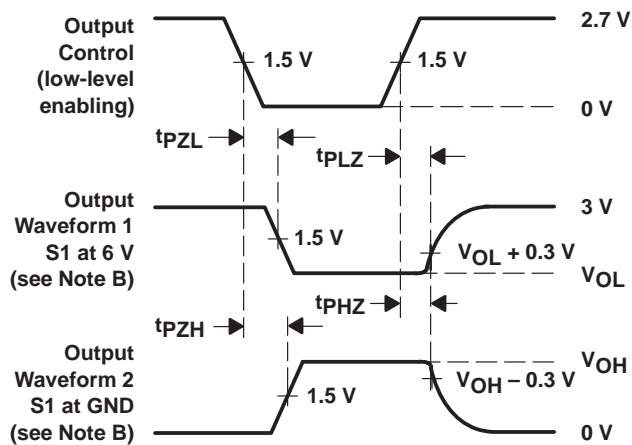 Output
Control
(low-level
enabling)
2.7 V
1.5 V
1.5 V
0 V
tPZL
tPLZ
Output
Waveform 1
S1 at 6 V
(see Note B)
3 V
1.5 V
VOL + 0.3 V
VOL
tPHZ
tPZH
Output
Waveform 2
S1 at GND
(see Note B)
VOH
VOH − 0.3 V
1.5 V
0 V